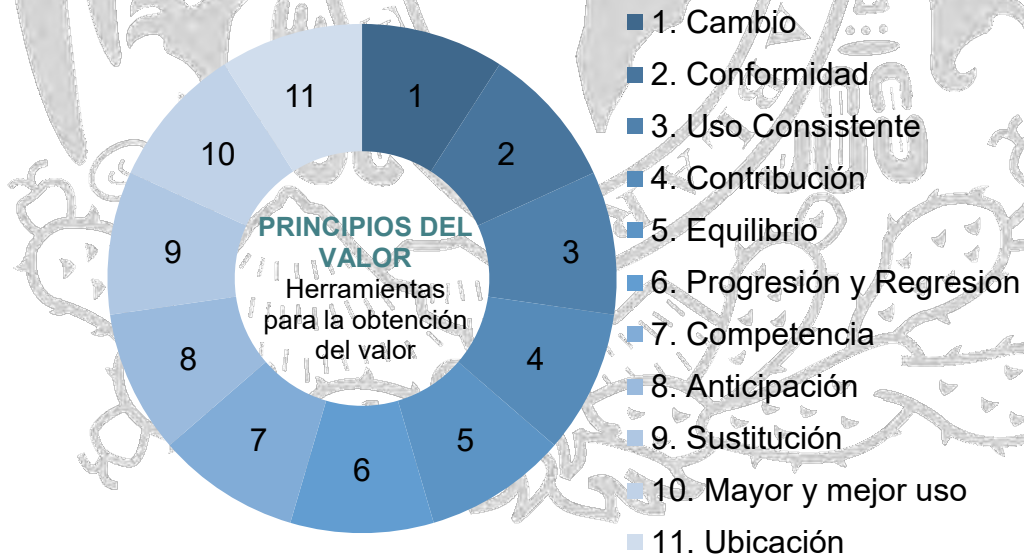 1
2
3
4
5
6
7
8
9
10
11
PRINCIPIOS DEL
VALOR
Herramientas
para la obtención
del valor
1. Cambio
2. Conformidad
3. Uso Consistente
4. Contribución
5. Equilibrio
6. Progresión y Regresion
7. Competencia
8. Anticipación
9. Sustitución
10. Mayor y mejor uso
11. Ubicación